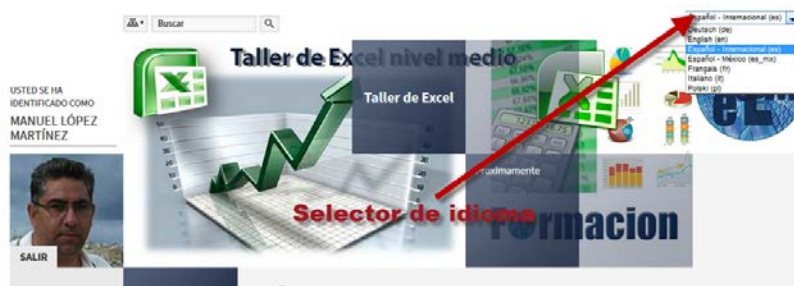 Buscar
Español - Internacional (es)
Deutsch (de)
English (en)
Español - Internacional (es)
Español - México (es_mx)
Français (fr)
Italiano (it)
Polski (pl)
Taller de Excel nivel medio
Taller de Excel
USTED SE HA
IDENTIFICADO COMO
MANUEL LÓPEZ
MARTÍNEZ
Próximamente
Selector de idioma
Formacion
SALIR